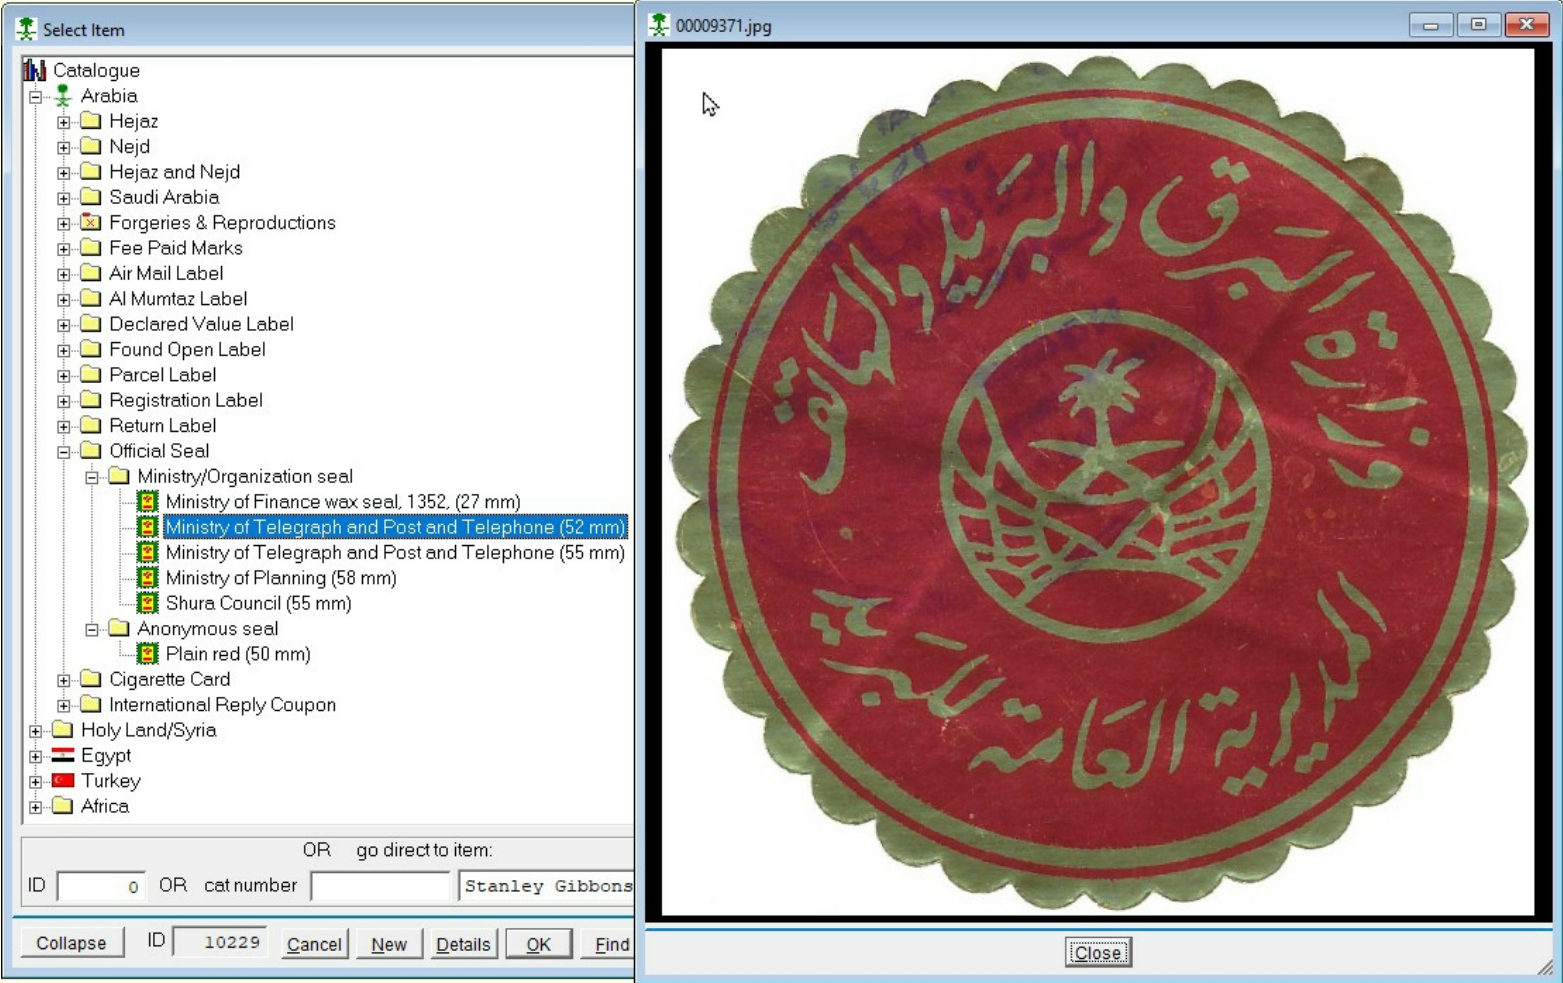 Select Item
Catalogue
Arabia
Hejaz
Nejd
Hejaz and Nejd
Saudi Arabia
Forgeries & Reproductions
Fee Paid Marks
Air Mail Label
Al Mumtaz Label
Declared Value Label
Found Open Label
Parcel Label
Registration Label
Return Label
Official Seal
Ministry/Organization seal
Ministry of Finance wax seal, 1352, (27 mm)
Ministry of Telegraph and Post and Telephone (52 mm)
Ministry of Telegraph and Post and Telephone (55 mm)
Ministry of Planning (58 mm)
Shura Council (55 mm)
Anonymous seal
Plain red (50 mm)
Cigarette Card
International Reply Coupon
Holy Land/Syria
Egypt
Turkey
Africa
OR go direct to item:
ID 0 OR cat number Stanley Gibbons
Collapse ID 10229 Cancel New Details OK Find
00009371.jpg
وزارة البرق والبريد والهاتف
المديرية العامة للبرق
Close